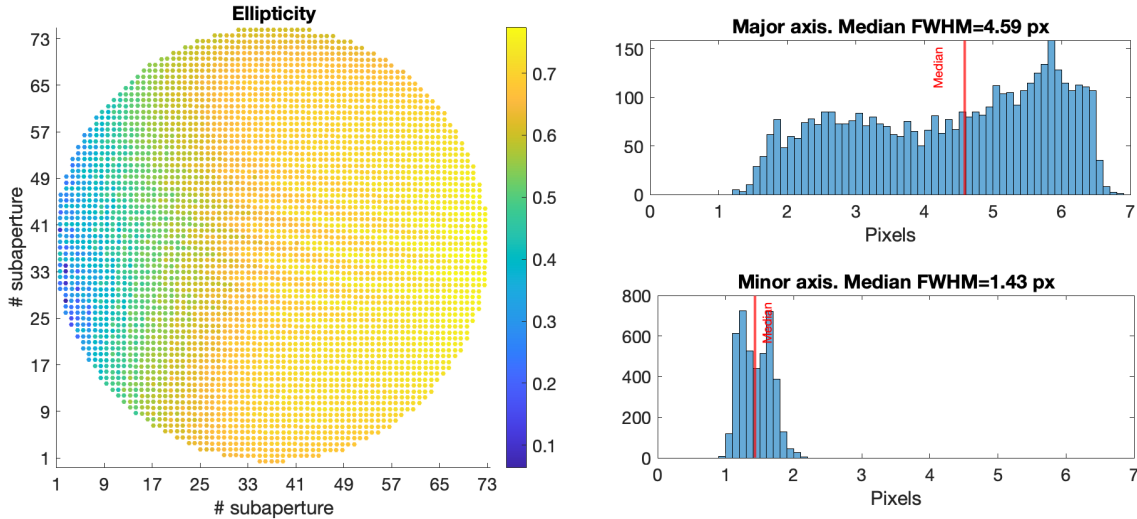 Ellipticity
# subaperture
73
65
57
49
41
33
25
17
9
1
1 9 17 25 33 41 49 57 65 73
# subaperture
0.7
0.6
0.5
0.4
0.3
0.2
0.1
Major axis. Median FWHM=4.59 px
150
100
50
0
Median
0 1 2 3 4 5 6 7
Pixels
Minor axis. Median FWHM=1.43 px
800
600
400
200
0
Median
0 1 2 3 4 5 6 7
Pixels